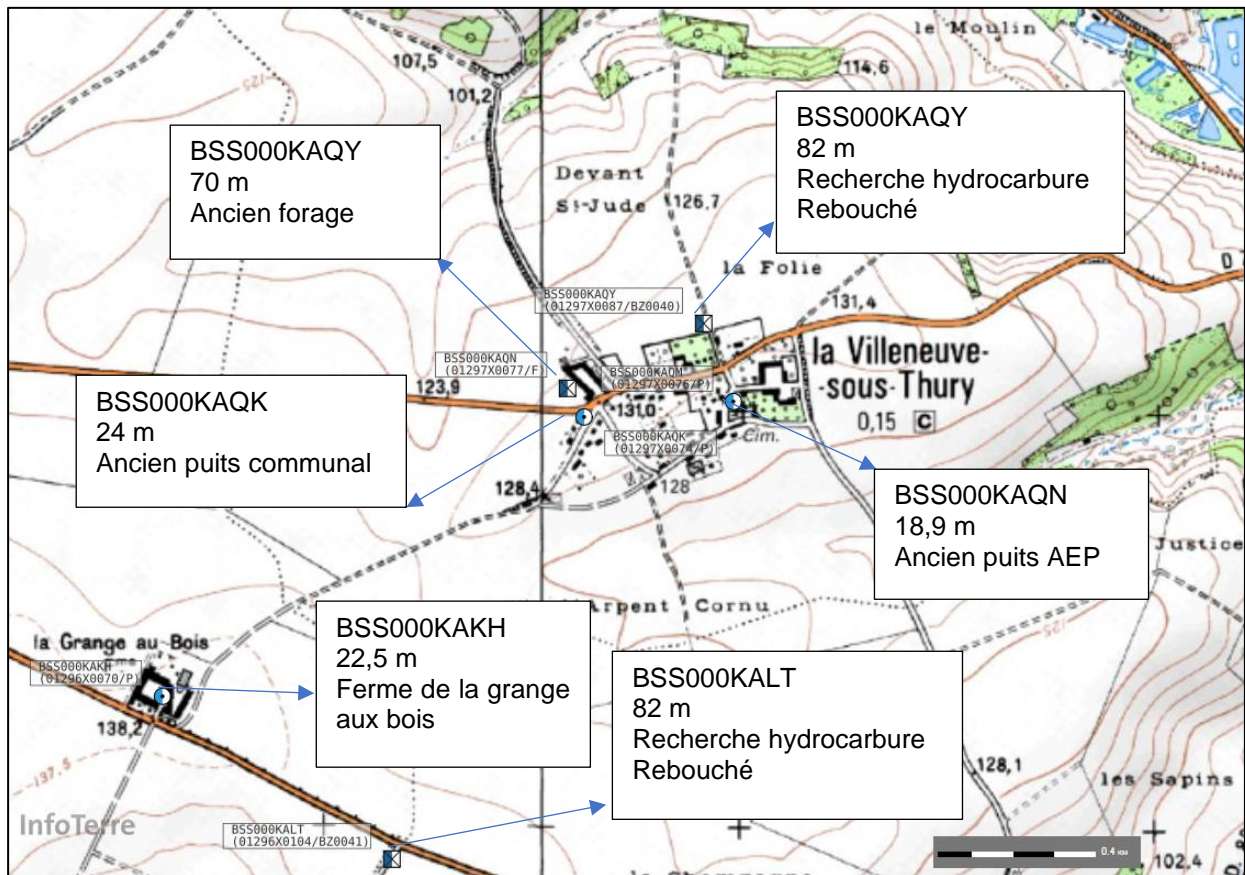 le Moulin
107,5
125
114,6
101,2
BSS000KAQY
82 m
Recherche hydrocarbure
Rebouché
BSS000KAQY
70 m
Ancien forage
Devant
St-Jude
126,7
la Folie
BSS000KAQY
(01297X0087/BZ0040)
131,4
BSS000KAQN
(01297X0077/F)
BSS000KAQM
(01297X0076/P)
la Villeneuve-
-sous-Thury
0,15 C
123,9
131,0
BSS000KAQK
24 m
Ancien puits communal
BSS000KAQK
(01297X0074/P)
Cim.
128,4
128
BSS000KAQN
18,9 m
Ancien puits AEP
Justice
Arpent Cornu
125
BSS000KAKH
22,5 m
Ferme de la grange
aux bois
la Grange au Bois
BSS000KAKH
(01296X0070/P)
138,2
137,5
BSS000KALT
82 m
Recherche hydrocarbure
Rebouché
128,1
les Sapins
InfoTerre
BSS000KALT
(01296X0104/BZ0041)
0.4 KM
102,4